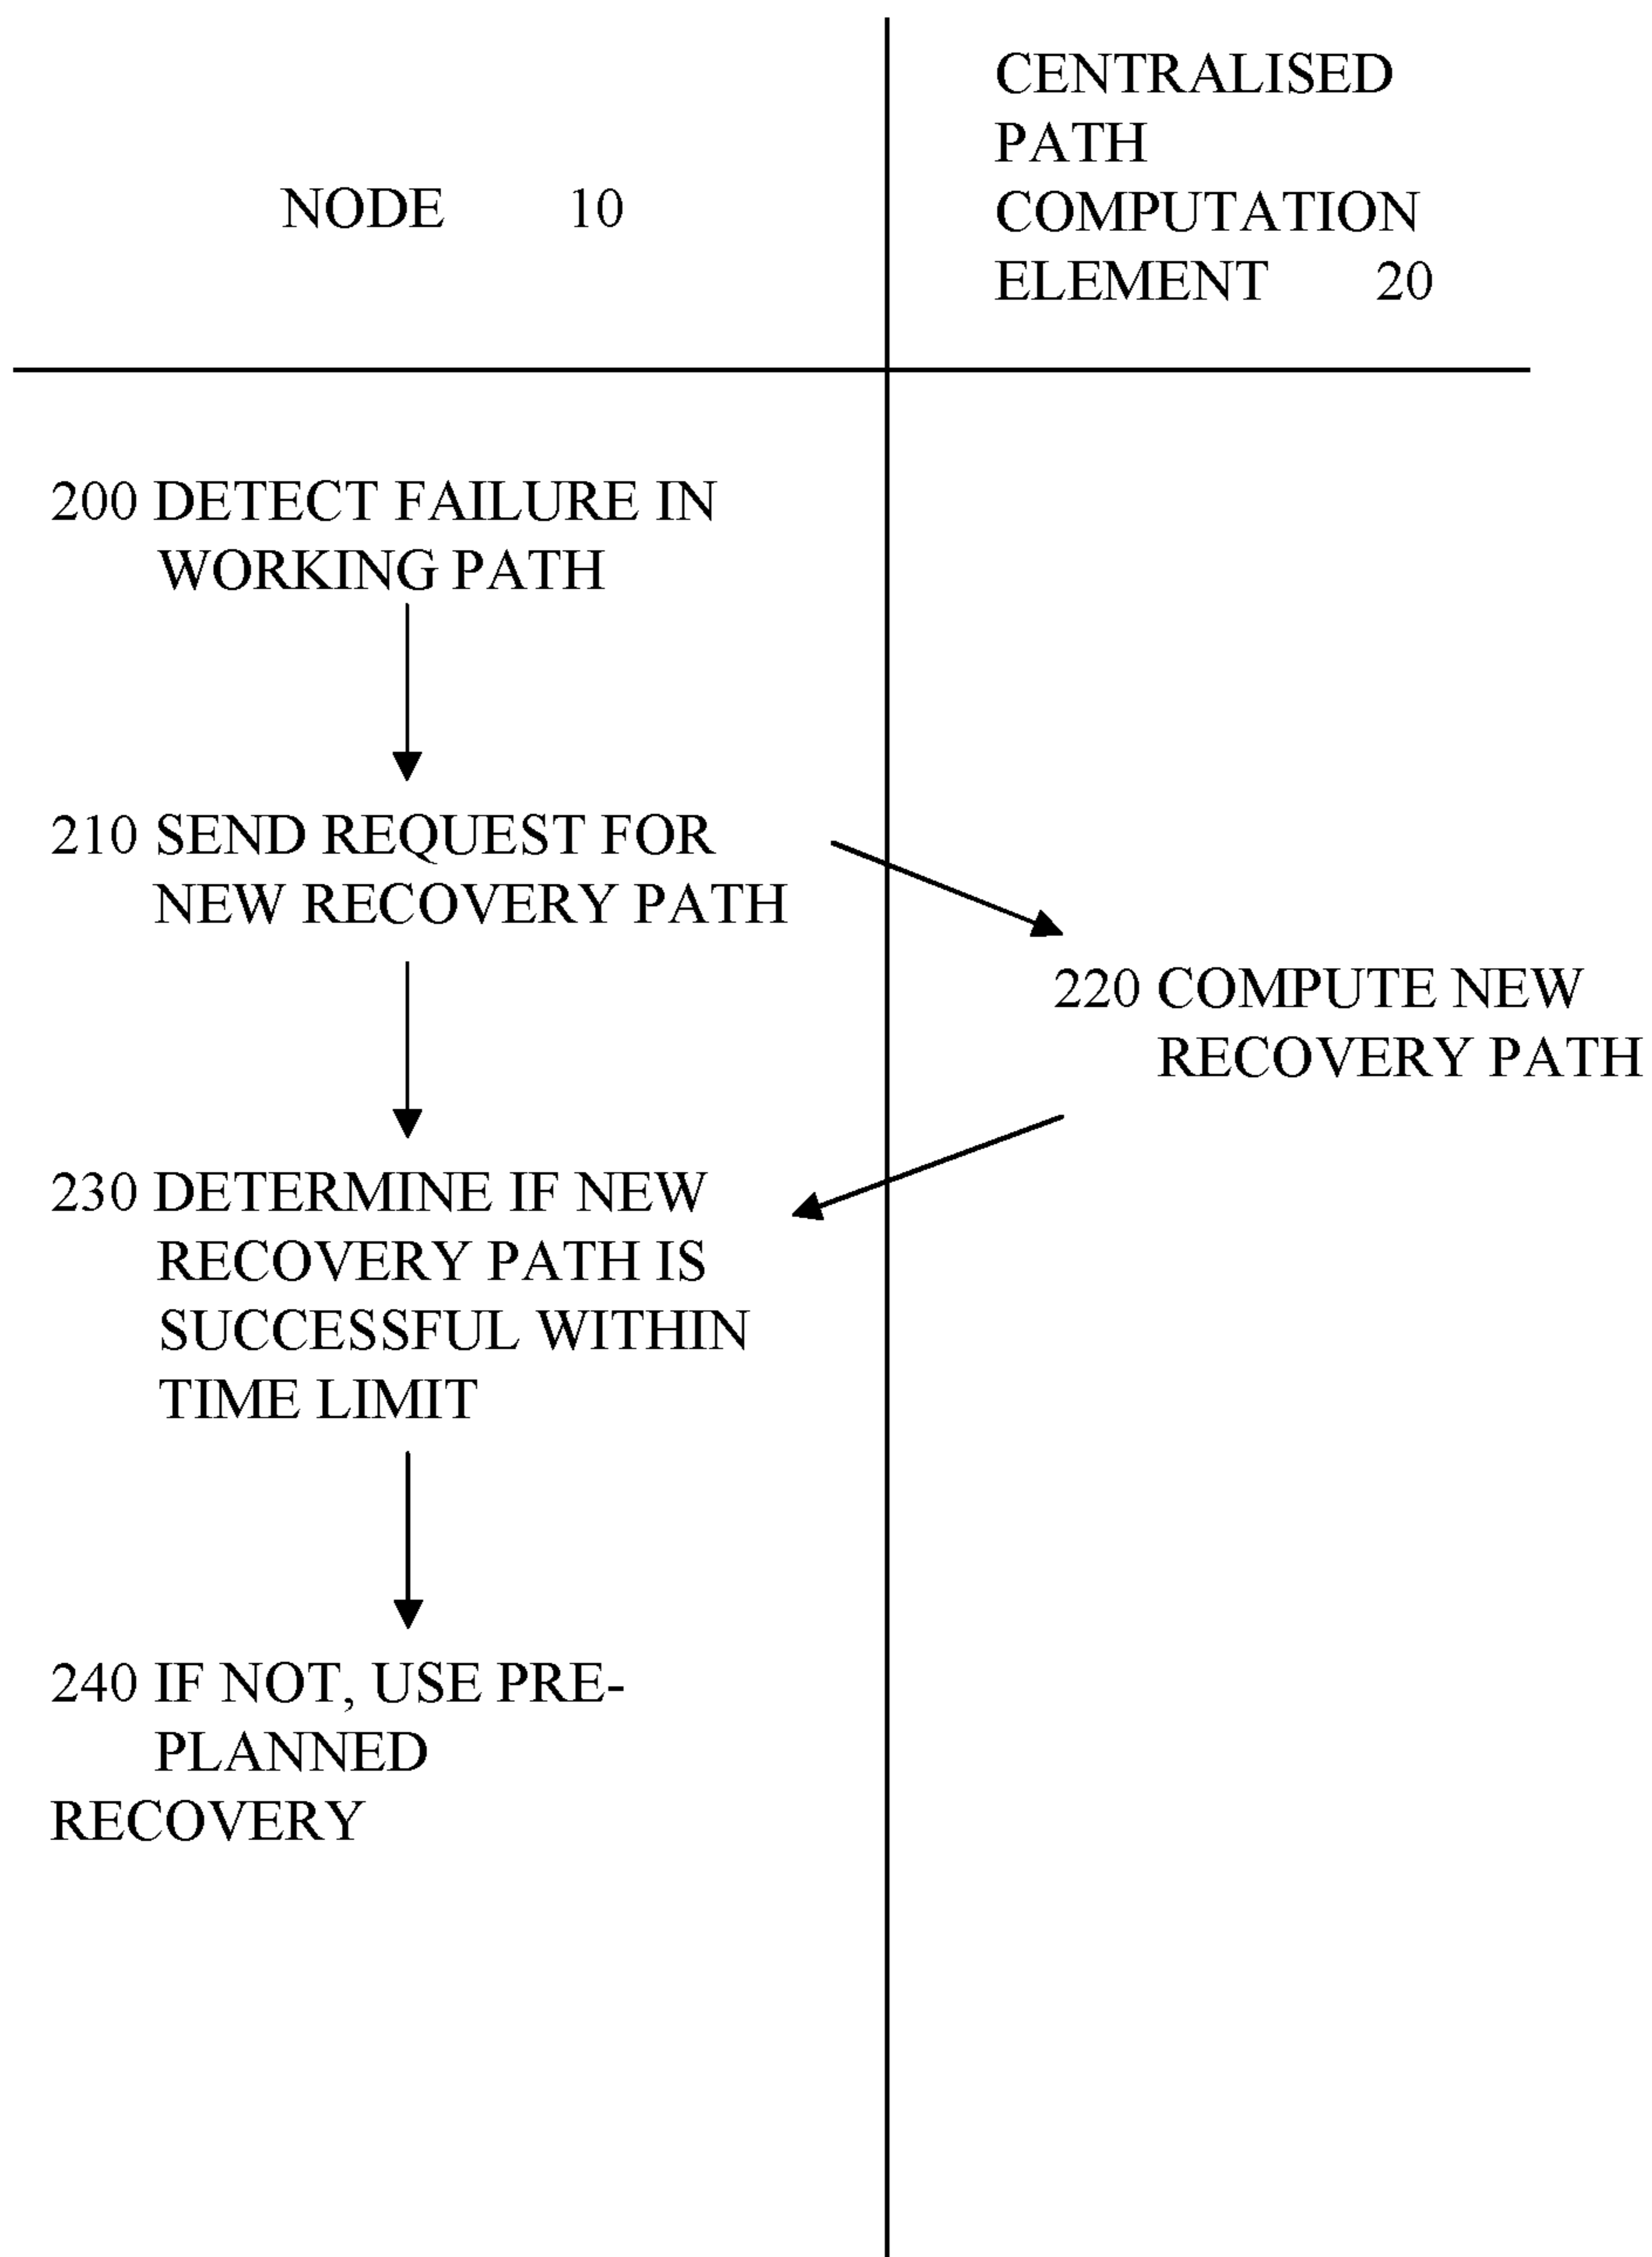 NODE 10
CENTRALISED
PATH
COMPUTATION
ELEMENT 20
200 DETECT FAILURE IN
WORKING PATH
210 SEND REQUEST FOR
NEW RECOVERY PATH
220 COMPUTE NEW
RECOVERY PATH
230 DETERMINE IF NEW
RECOVERY PATH IS
SUCCESSFUL WITHIN
TIME LIMIT
240 IF NOT, USE PRE-
PLANNED
RECOVERY